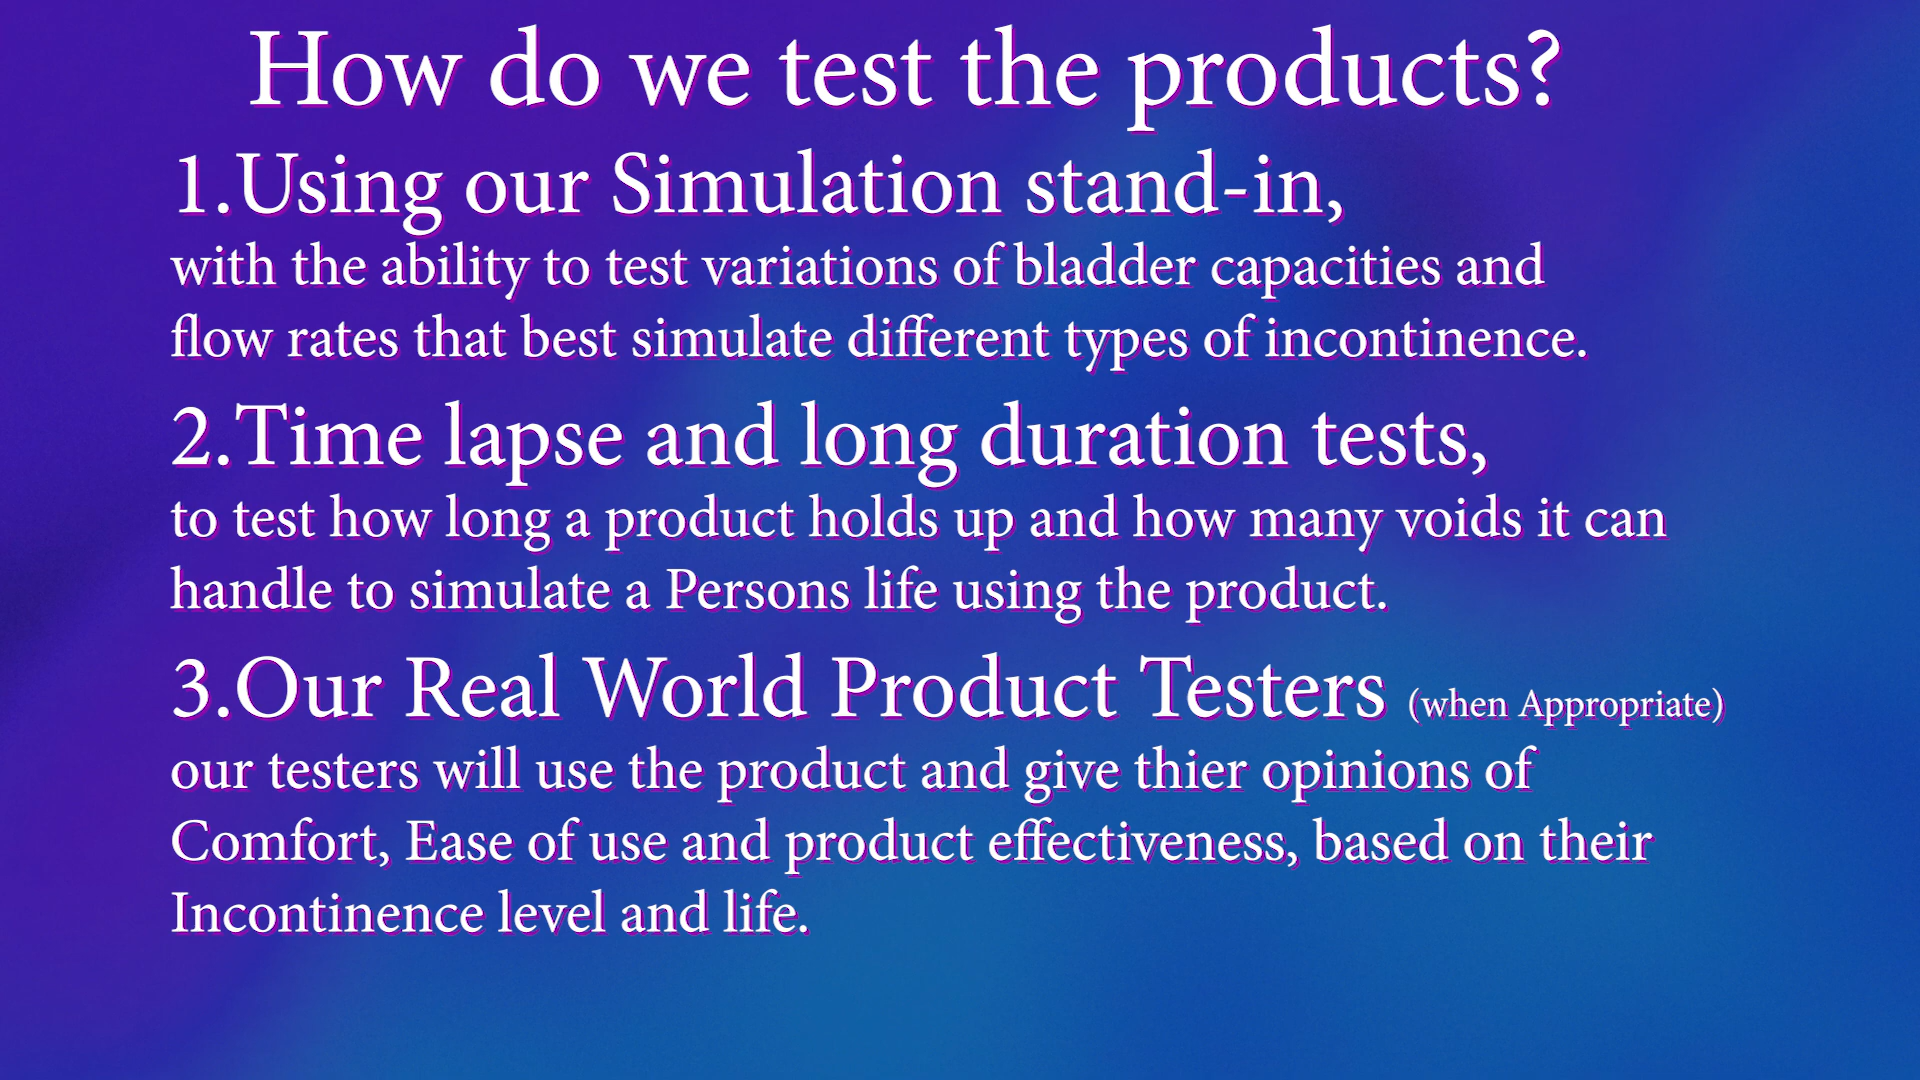 How do we test the products?
1.Using our Simulation stand-in,
with the ability to test variations of bladder capacities and
flow rates that best simulate different types of incontinence.
2.Time lapse and long duration tests,
to test how long a product holds up and how many voids it can
handle to simulate a Persons life using the product.
3.Our Real World Product Testers (when Appropriate)
our testers will use the product and give thier opinions of
Comfort, Ease of use and product effectiveness, based on their
Incontinence level and life.